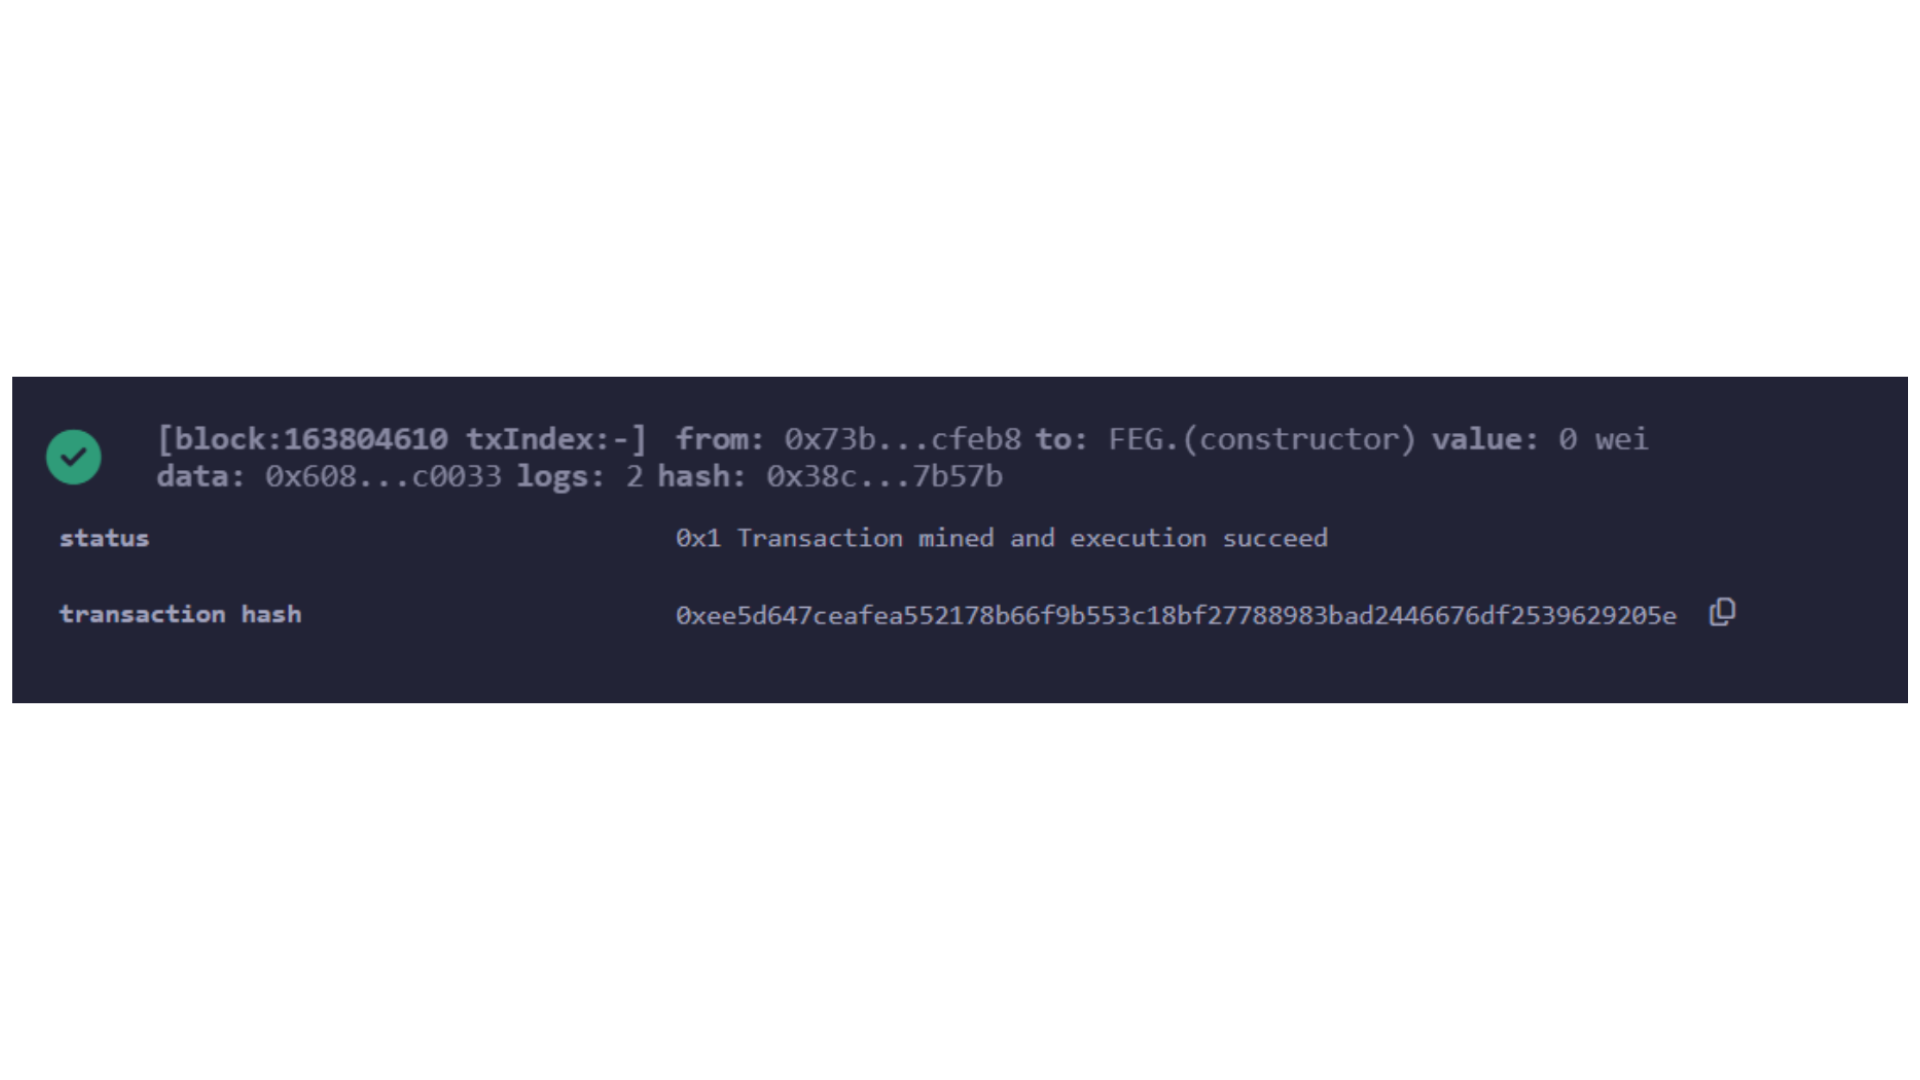 [block:163804610 txIndex:-] from: 0x73b...cfeb8 to: FEG.(constructor) value: 0 wei
data: 0x608...c0033 logs: 2 hash: 0x38c...7b57b
status 0x1 Transaction mined and execution succeed
transaction hash 0xee5d647ceafea552178b66f9b553c18bf27788983bad2446676df2539629205e